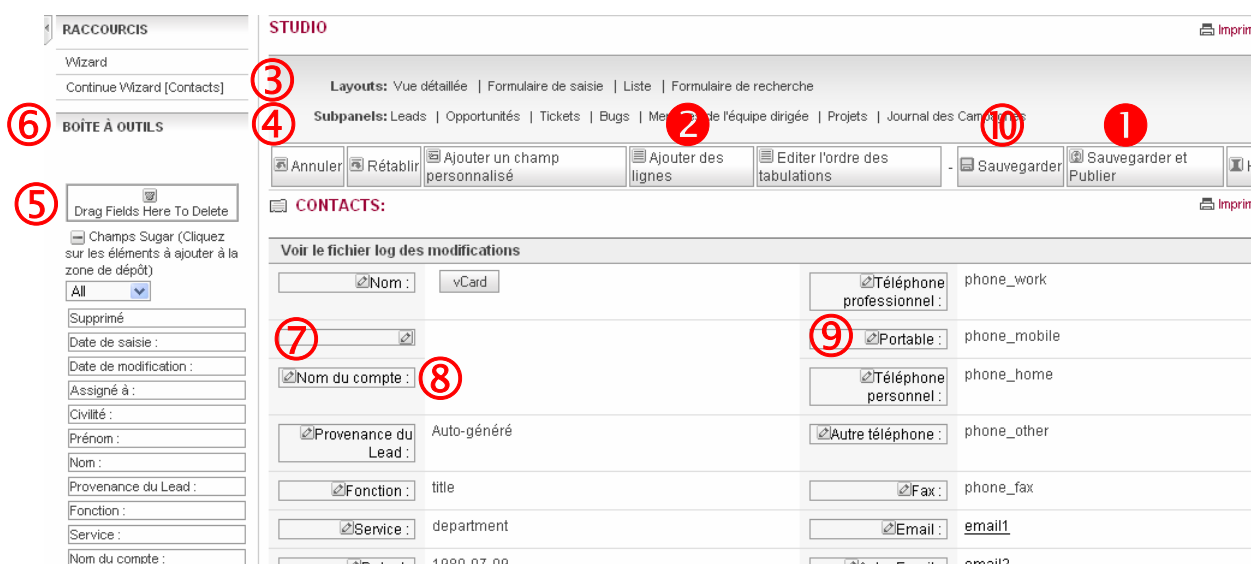 RACCOURCIS
Wizard
Continue Wizard [Contacts]
⑥ BOÎTE À OUTILS
⑤ Drag Fields Here To Delete
Champs Sugar (Cliquez
sur les éléments à ajouter à la
zone de dépôt)
All
Supprimé
Date de saisie :
Date de modification :
Assigné à :
Civilité :
Prénom :
Nom :
Provenance du Lead :
Fonction :
Service :
Nom du compte :
STUDIO
③ Layouts: Vue détaillée | Formulaire de saisie | Liste | Formulaire de recherche
④ Subpanels: Leads | Opportunités | Tickets | Bugs | de l'équipe dirigée | Projets | Journal des
❷ ⑩ ❶
Annuler Rétablir Ajouter un champ
personnalisé
Ajouter des
lignes
Editer l'ordre des
tabulations
- Sauvegarder
Sauvegarder et
Publier
CONTACTS:
Voir le fichier log des modifications
Nom : vCard
Téléphone
professionnel :
phone_work
⑦
⑨ Portable : phone_mobile
Nom du compte : ⑧
Téléphone
personnel :
phone_home
Provenance du
Lead :
Auto-généré
Autre téléphone : phone_other
Fonction : title
Fax : phone_fax
Service : department
Email : email1